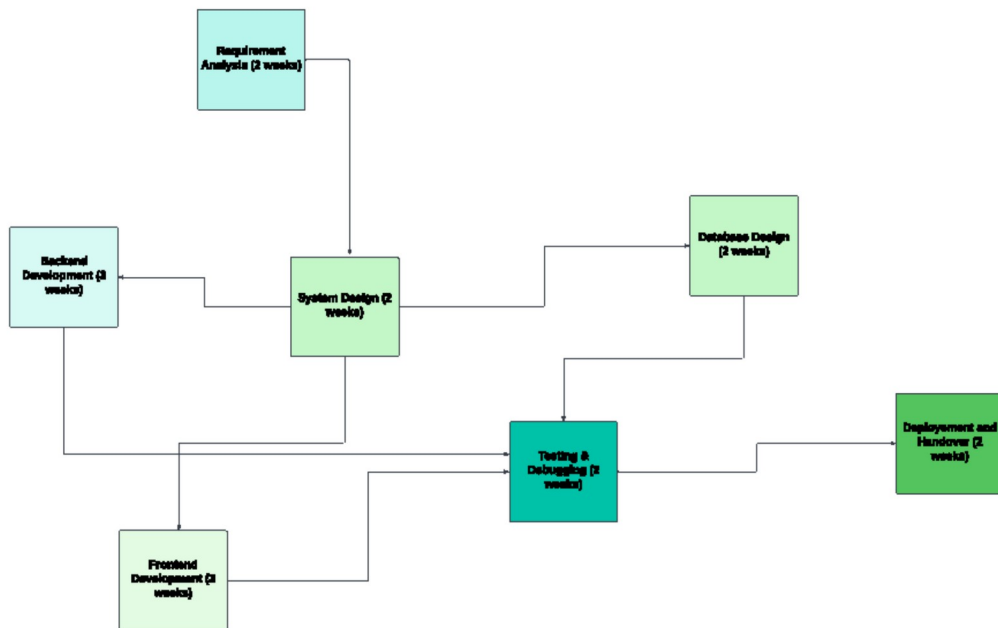 Requirement
Analysis (2 weeks)
Database Design
(2 weeks)
Backend
Development (3
weeks)
System Design (2
weeks)
Deployement and
Handover (2
weeks)
Testing &
Debugging (2
weeks)
Frontend
Development (3
weeks)